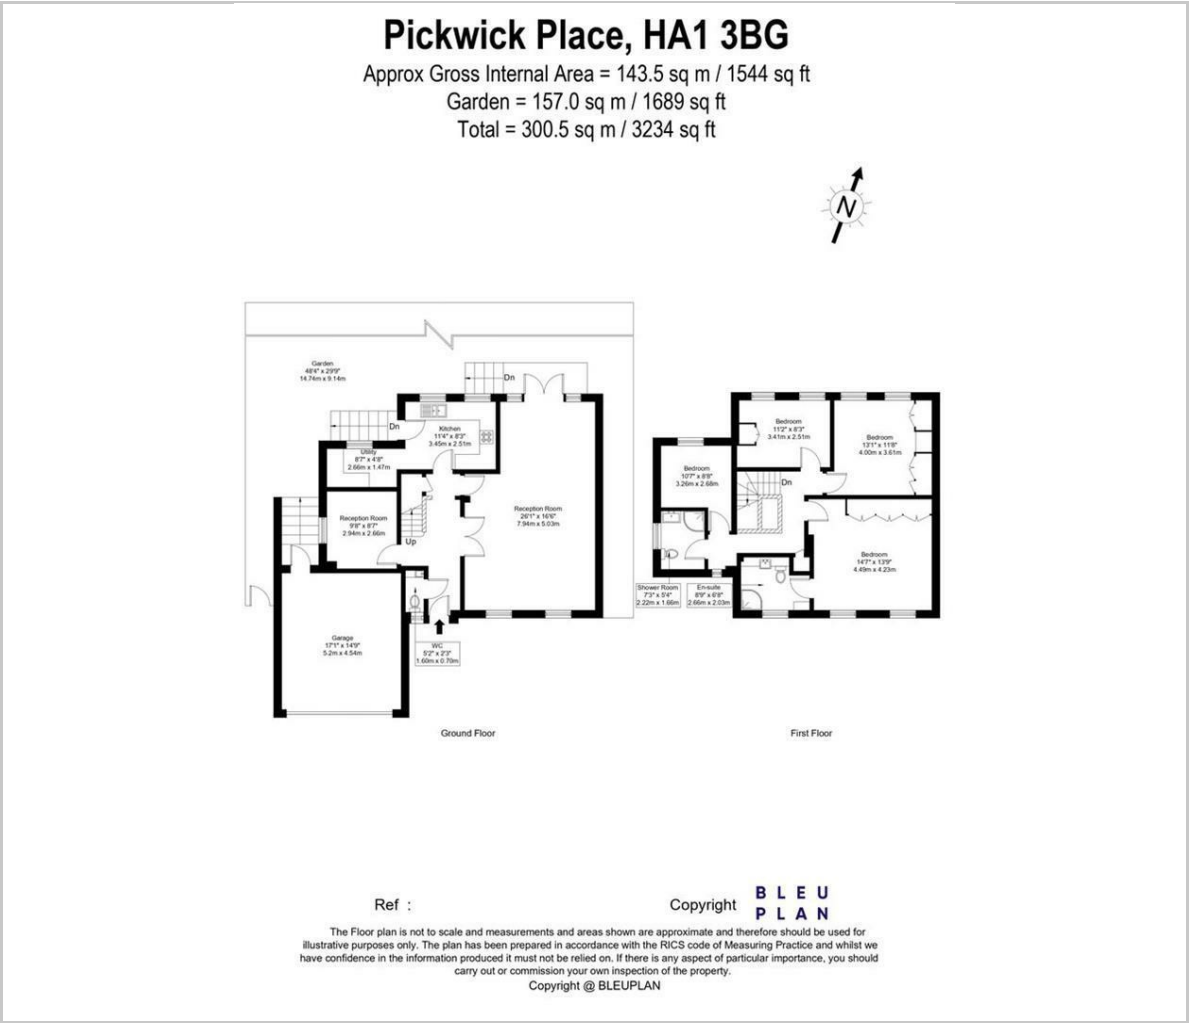 Pickwick Place, HA1 3BG
Approx Gross Internal Area = 143.5 sq m / 1544 sq ft
Garden = 157.0 sq m / 1689 sq ft
Total = 300.5 sq m / 3234 sq ft
N
Garden
48'4" x 29'9"
14.74m x 9.14m
Dn
Dn
Kitchen
11'4" x 8'3"
3.45m x 2.51m
Utility
8'7" x 4'8"
2.66m x 1.47m
Reception Room
9'8" x 8'7"
2.94m x 2.66m
Up
Reception Room
26'1" x 16'6"
7.94m x 5.03m
Garage
17'1" x 14'9"
5.2m x 4.54m
WC
5'2" x 2'3"
1.60m x 0.70m
Ground Floor
Bedroom
11'2" x 8'3"
3.41m x 2.51m
Bedroom
13'1" x 11'8"
4.00m x 3.61m
Bedroom
10'7" x 8'8"
3.26m x 2.68m
Dn
Bedroom
14'7" x 13'9"
4.49m x 4.23m
Shower Room
7'3" x 5'4"
2.22m x 1.66m
En-suite
8'9" x 6'8"
2.66m x 2.03m
First Floor
Ref :
Copyright
BLEU
PLAN
The Floor plan is not to scale and measurements and areas shown are approximate and therefore should be used for
illustrative purposes only. The plan has been prepared in accordance with the RICS code of Measuring Practice and whilst we
have confidence in the information produced it must not be relied on. If there is any aspect of particular importance, you should
carry out or commission your own inspection of the property.
Copyright @ BLEUPLAN